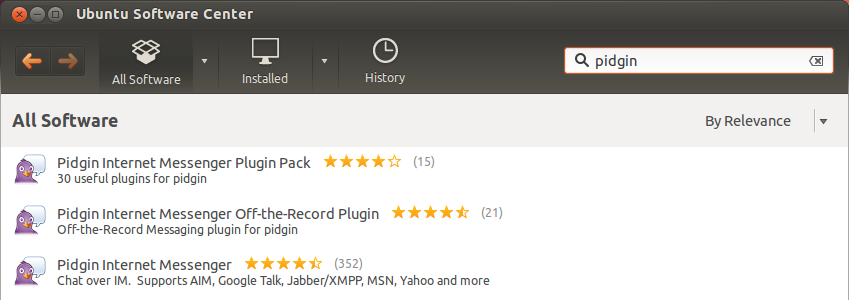 Ubuntu Software Center
All Software
Installed
History
pidgin
All Software
By Relevance
Pidgin Internet Messenger Plugin Pack (15)
30 useful plugins for pidgin
Pidgin Internet Messenger Off-the-Record Plugin (21)
Off-the-Record Messaging plugin for pidgin
Pidgin Internet Messenger (352)
Chat over IM.  Supports AIM, Google Talk, Jabber/XMPP, MSN, Yahoo and more